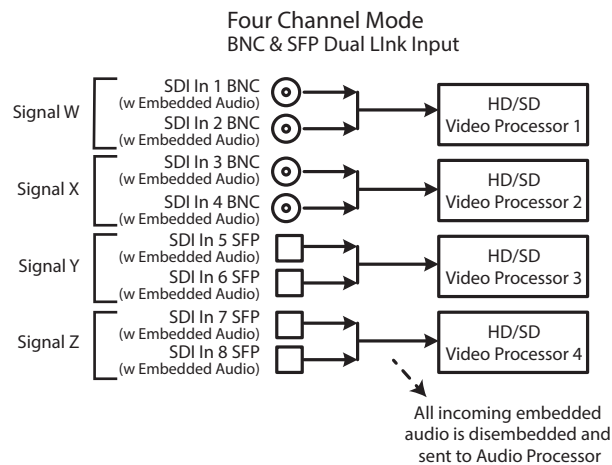 Four Channel Mode
BNC & SFP Dual LInk Input
Signal W
SDI In 1 BNC
(w Embedded Audio)
SDI In 2 BNC
(w Embedded Audio)
HD/SD
Video Processor 1
Signal X
SDI In 3 BNC
(w Embedded Audio)
SDI In 4 BNC
(w Embedded Audio)
HD/SD
Video Processor 2
Signal Y
SDI In 5 SFP
(w Embedded Audio)
SDI In 6 SFP
(w Embedded Audio)
HD/SD
Video Processor 3
Signal Z
SDI In 7 SFP
(w Embedded Audio)
SDI In 8 SFP
(w Embedded Audio)
HD/SD
Video Processor 4
All incoming embedded
audio is disembedded and
sent to Audio Processor